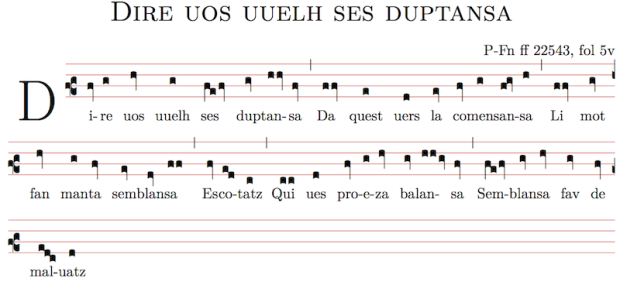 DIRE UOS UUELH SES DUPTANSA
P-Fn ff 22543, fol 5v
D i-re uos uuelh ses duptan-sa Da quest uers la comensan-sa Li mot
fan manta semblansa Esco-tatz Qui ues pro-e-za balan- sa Sem-blansa fav de
mal-uatz